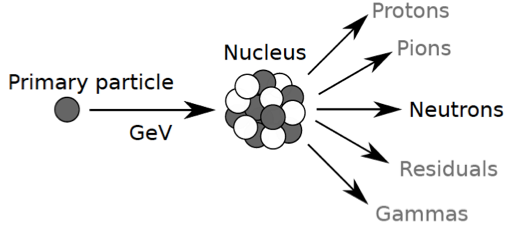 Protons
Nucleus
Pions
Primary particle
Neutrons
GeV
Residuals
Gammas